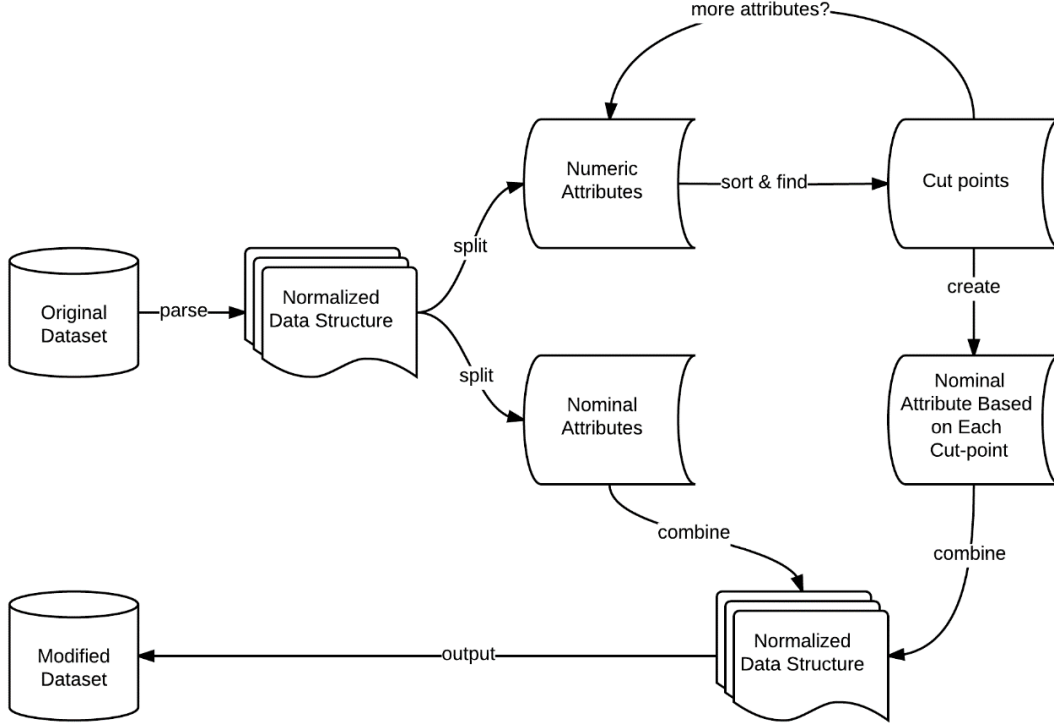 more attributes?
Numeric
Attributes
sort & find
Cut points
split
create
Original
Dataset
parse
Normalized
Data Structure
split
Nominal
Attributes
Nominal
Attribute Based
on Each
Cut-point
combine
combine
Modified
Dataset
output
Normalized
Data Structure